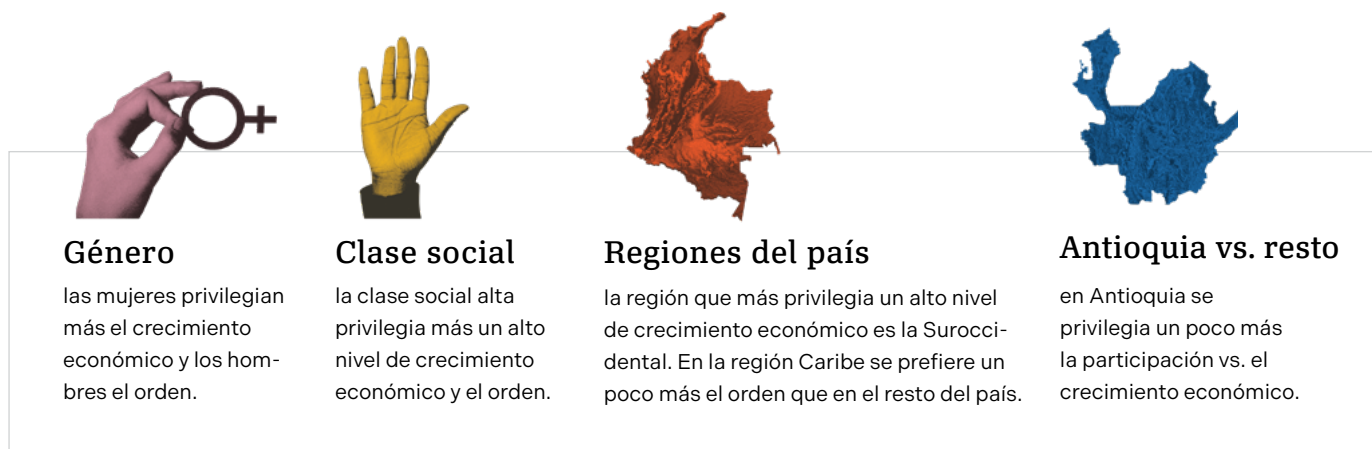 Género
las mujeres privilegian
más el crecimiento
económico y los hom-
bres el orden.
Clase social
la clase social alta
privilegia más un alto
nivel de crecimiento
económico y el orden.
Regiones del país
la región que más privilegia un alto nivel
de crecimiento económico es la Surocci-
dental. En la región Caribe se prefiere un
poco más el orden que en el resto del país.
Antioquia vs. resto
en Antioquia se
privilegia un poco más
la participación vs. el
crecimiento económico.